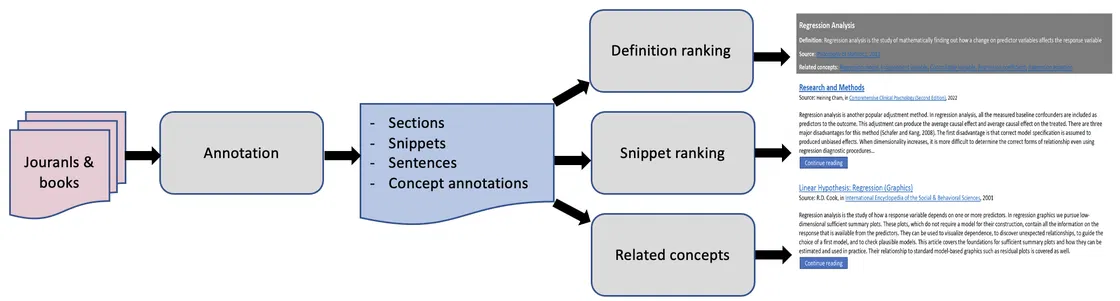 Jouranls &
books
Annotation
- Sections
- Snippets
- Sentences
- Concept annotations
Definition ranking
Snippet ranking
Related concepts
Regression Analysis
Definition: Regression analysis is the study of mathematically finding out how a change on predictor variables affects the response variable
Source:
Related concepts:
Research and Methods
Source: Heining Cham, in Comprehensive Clinical Psychology (Second Edition), 2022
Regression analysis is another popular adjustment method. In regression analysis, all the measured baseline confounders are included as
predictors to the outcome. This adjustment can produce the average causal effect and average causal effect on the treated. There are three
major disadvantages for this method (Schafer and Kang, 2008). The first disadvantage is that correct model specification is assumed to
produced unbiased effects. When dimensionality increases, it is more difficult to determine the correct forms of relationship even using
regression diagnostic procedures...
Continue reading
Linear Hypothesis: Regression (Graphics)
Source: R.D. Cook, in International Encyclopedia of the Social & Behavioral Sciences, 2001
Regression analysis is the study of how a response variable depends on one or more predictors. In regression graphics we pursue low-
dimensional sufficient summary plots. These plots, which do not require a model for their construction, contain all the information on the
response that is available from the predictors. They can be used to visualize dependence, to discover unexpected relationships, to guide the
choice of a first model, and to check plausible models. This article covers the foundations for sufficient summary plots and how they can be
estimated and used in practice. Their relationship to standard model-based graphics such as residual plots is covered as well.
Continue reading